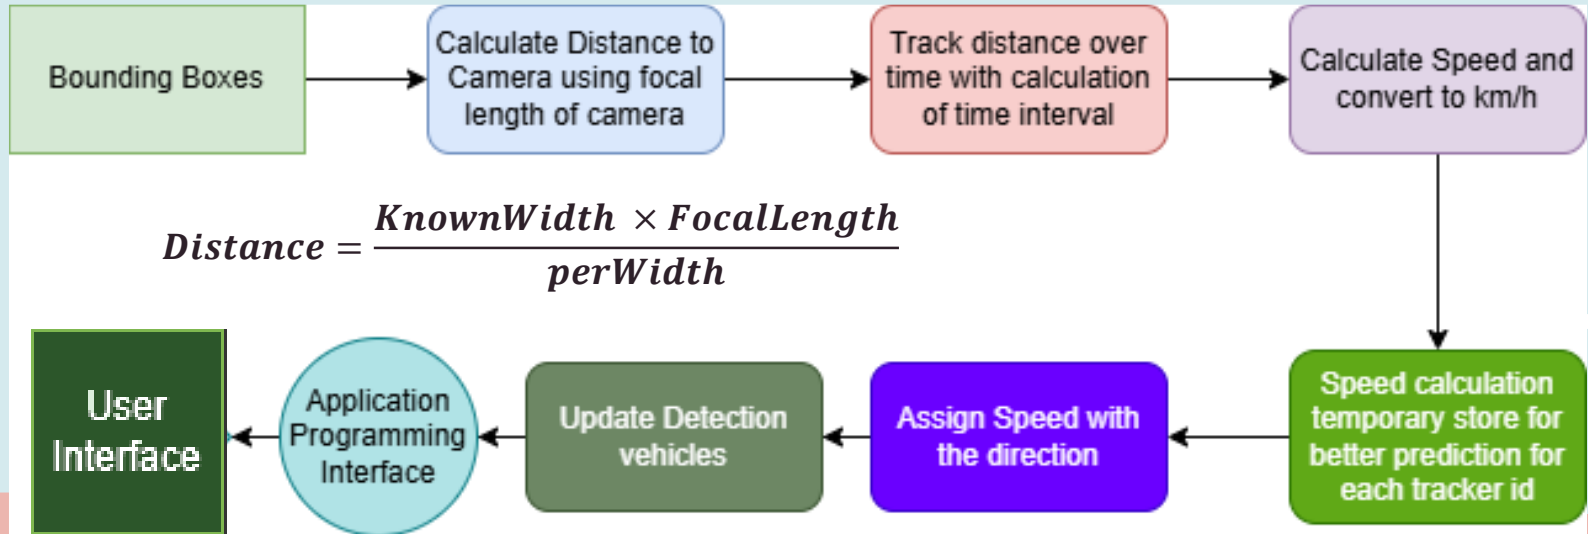 Bounding Boxes
Calculate Distance to
Camera using focal
length of camera
Track distance over
time with calculation
of time interval
Calculate Speed and
convert to km/h
Distance = KnownWidth × FocalLength
perWidth
User
Interface
Application
Programming
Interface
Update Detection
vehicles
Assign Speed with
the direction
Speed calculation
temporary store for
better prediction for
each tracker id